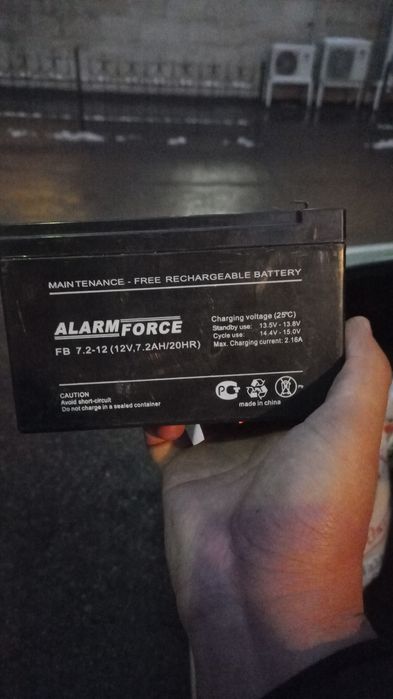 MAINTENANCE - FREE RECHARGEABLE BATTERY
ALARMFORCE
FB 7.2-12 (12V,7.2AH/20HR)
Charging voltage (25°C)
Standby use: 13.5V - 13.8V
Cycle use: 14.4V - 15.0V
Max. Charging current: 2.16A
CAUTION
Avoid short-circuit
Do not charge in a sealed container
Pb
made in china